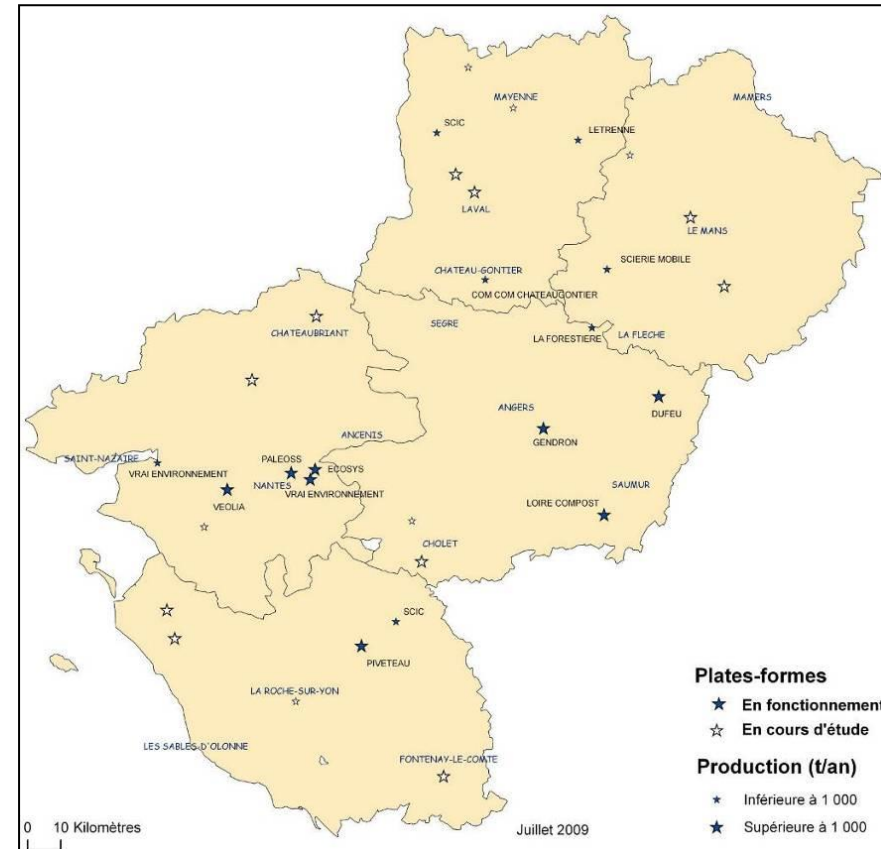 MAYENNE
MAMERS
SCIC
LETRENNE
LAVAL
LE MANS
SCIERIE MOBILE
CHATEAU-GONTIER
COM COM CHATEAUGONTIER
SEGRE
CHATEAUBRIANT
LA FORESTIERE
LA FLECHE
DUFEU
ANGERS
GENDRON
ANCENIS
SAINT-NAZAIRE
VRAI ENVIRONNEMENT
PALEOSS
ECOSYS
NANTES
VRAI ENVIRONNEMENT
VEOLIA
SAUMUR
LOIRE COMPOST
CHOLET
SCIC
PIVETEAU
LA ROCHE-SUR-YON
LES SABLES D'OLONNE
FONTENAY-LE-COMTE
Plates-formes
En fonctionnement
En cours d'étude
Production (t/an)
Inférieure à 1 000
Supérieure à 1 000
0 10 Kilomètres
Juillet 2009